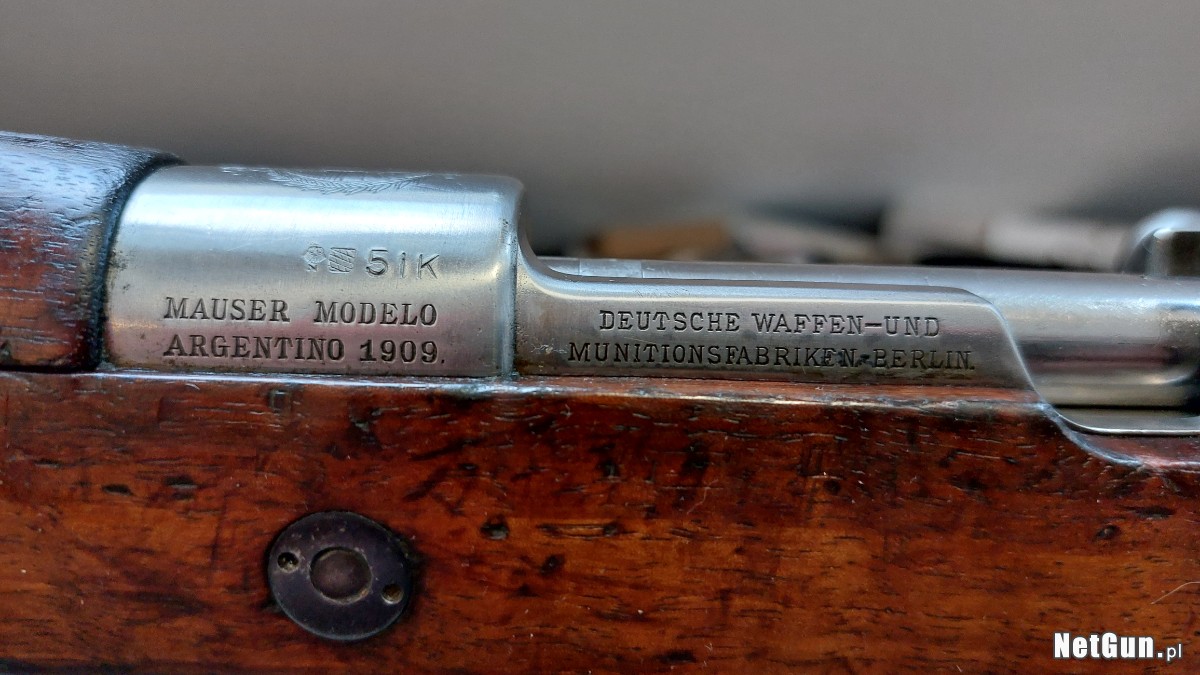 51K
MAUSER MODELO
ARGENTINO 1909.
DEUTSCHE WAFFEN-UND
MUNITIONSFABRIKEN-BERLIN.
NetGun.pl